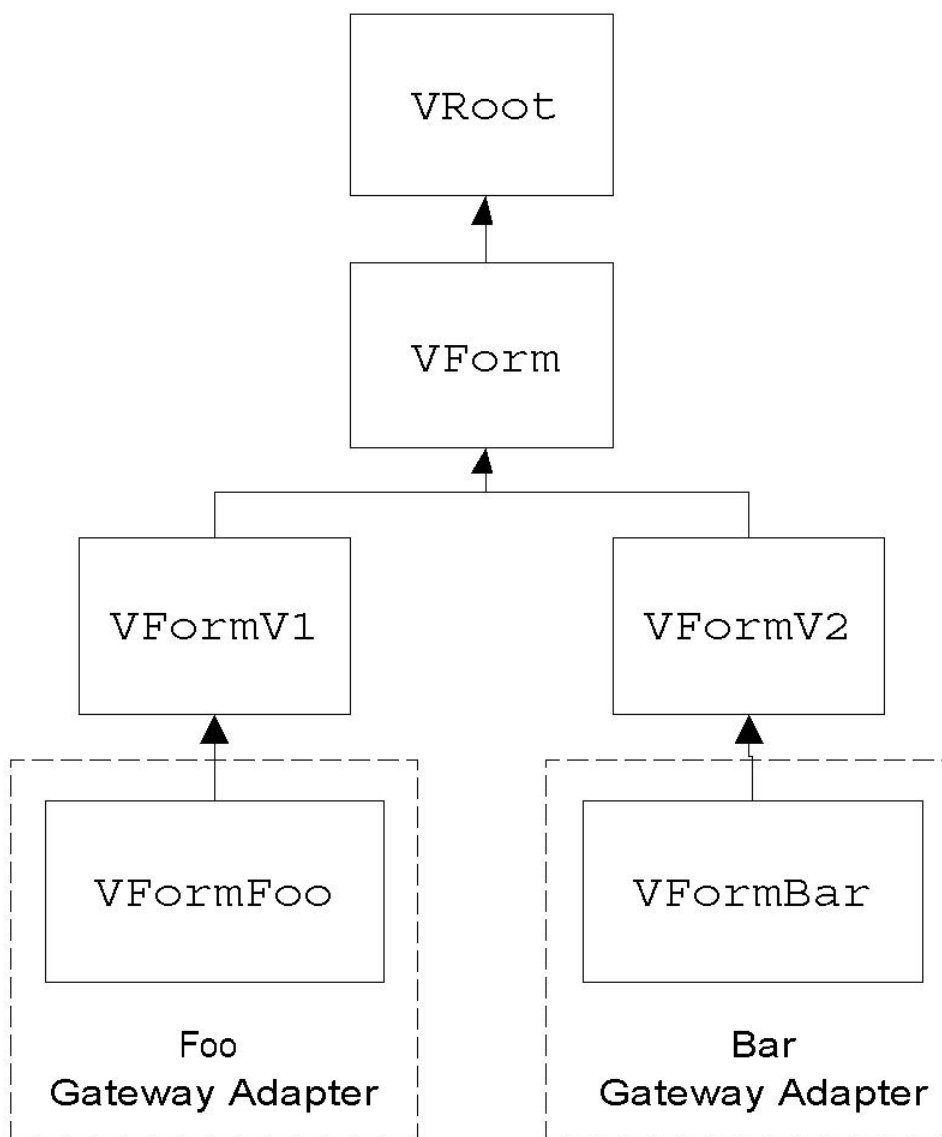 VRoot
VForm
VFormV1
VFormV2
VFormFoo
VFormBar
Foo
Gateway Adapter
Bar
Gateway Adapter